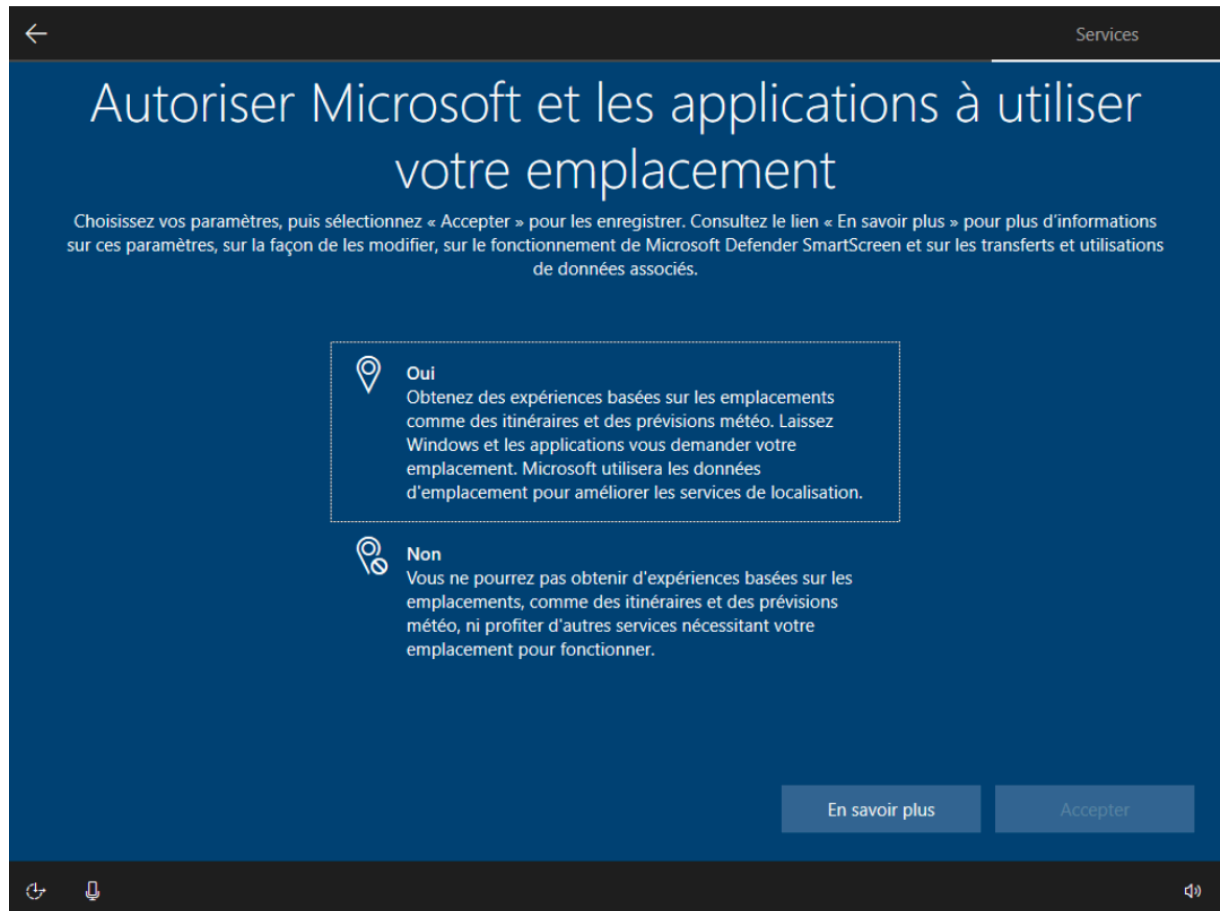 Services
Autoriser Microsoft et les applications à utiliser
votre emplacement
Choisissez vos paramètres, puis sélectionnez « Accepter » pour les enregistrer. Consultez le lien « En savoir plus » pour plus d'informations
sur ces paramètres, sur la façon de les modifier, sur le fonctionnement de Microsoft Defender SmartScreen et sur les transferts et utilisations
de données associés.
Oui
Obtenez des expériences basées sur les emplacements
comme des itinéraires et des prévisions météo. Laissez
Windows et les applications vous demander votre
emplacement. Microsoft utilisera les données
d'emplacement pour améliorer les services de localisation.
Non
Vous ne pourrez pas obtenir d'expériences basées sur les
emplacements, comme des itinéraires et des prévisions
météo, ni profiter d'autres services nécessitant votre
emplacement pour fonctionner.
En savoir plus
Accepter